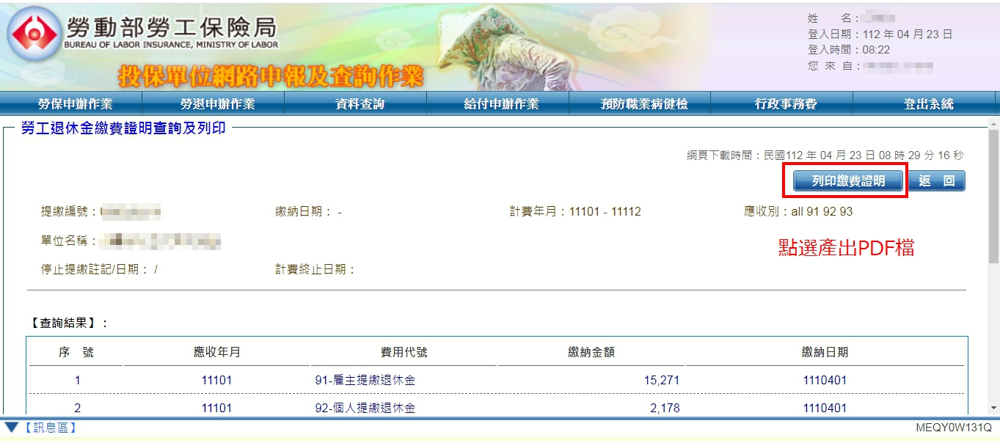 勞動部勞工保險局
BUREAU OF LABOR INSURANCE, MINISTRY OF LABOR
投保單位網路申報及查詢作業
姓 名：
登入日期：112 年 04 月 23 日
登入時間：08:22
您 來 自：
勞保申辦作業 勞退申辦作業 資料查詢 給付申辦作業 預防職業病健檢 行政事務費 登出系統
勞工退休金繳費證明查詢及列印
網頁下載時間：民國112 年 04 月 23 日 08 時 29 分 16 秒
列印繳費證明 返 回
提繳編號： 繳納日期： - 計費年月：11101 - 11112 應收別：all 91 92 93
單位名稱：
點選產出PDF檔
停止提繳註記/日期： / 計費終止日期：
【查詢結果】：
序 號 應收年月 費用代號 繳納金額 繳納日期
1 11101 91-雇主提繳退休金 15,271 1110401
2 11101 92-個人提繳退休金 2,178 1110401
▼【訊息區】 MEQY0W131Q